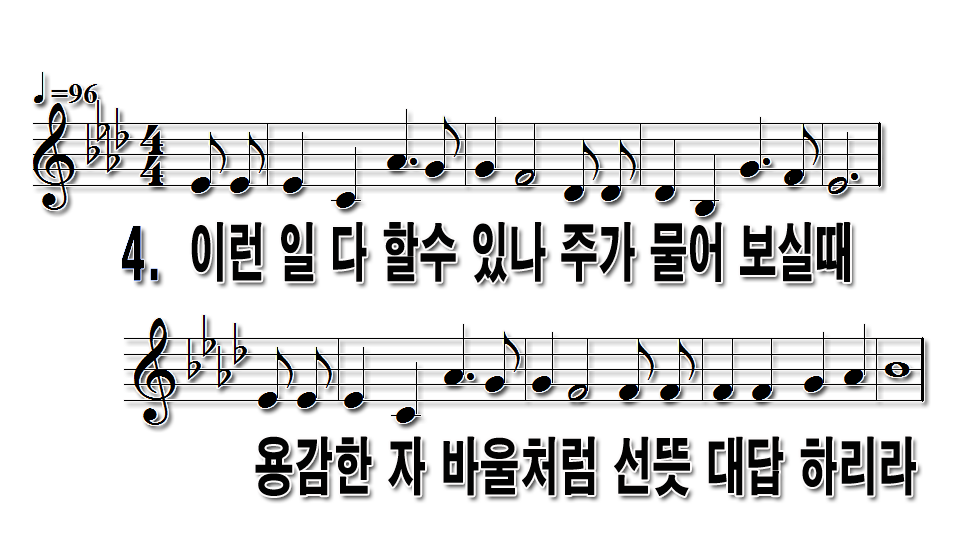 ♩=96
4. 이런 일 다 할수 있나 주가 물어 보실때
용감한 자 바울처럼 선뜻 대답 하리라